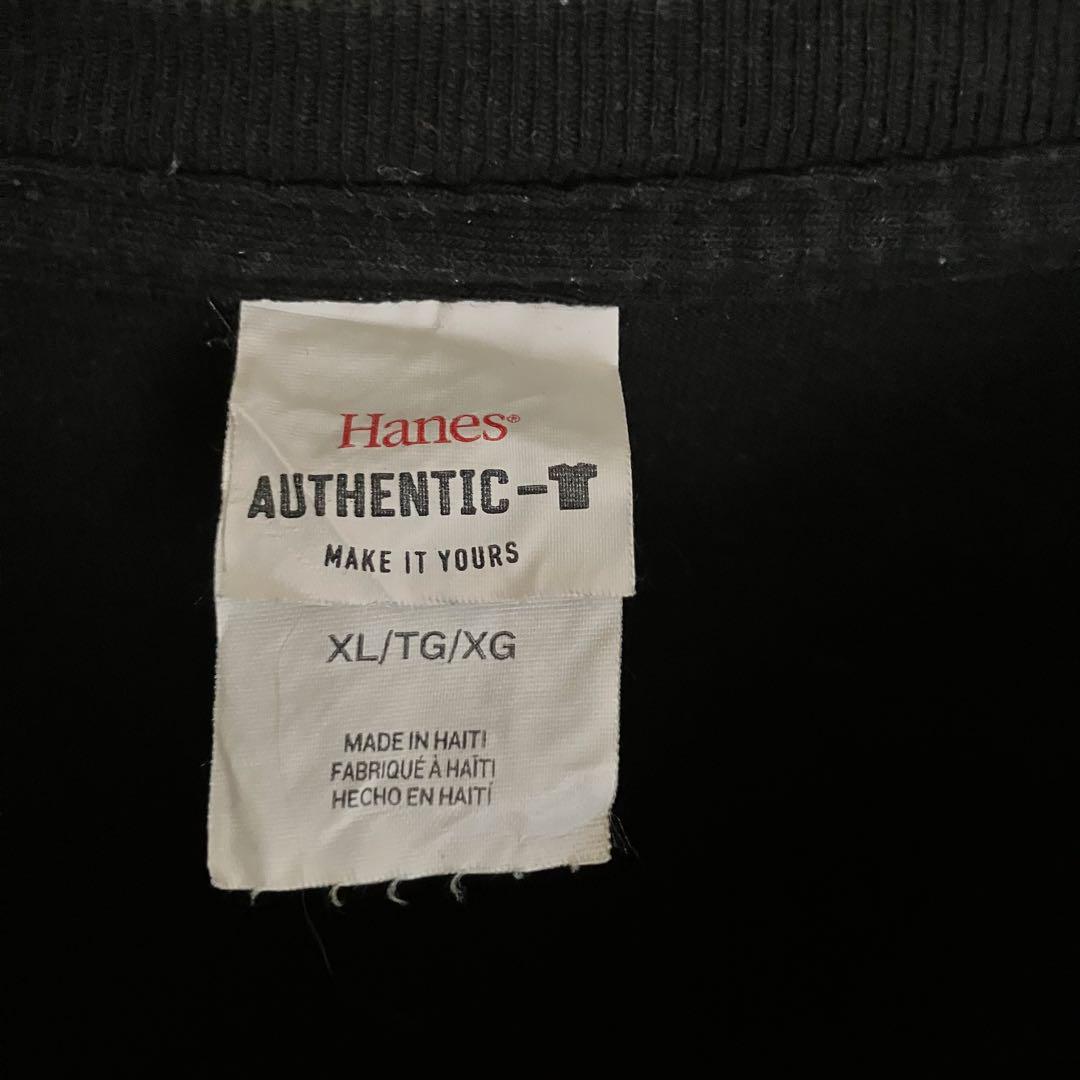 Hanes®
AUTHENTIC-T
MAKE IT YOURS
XL/TG/XG
MADE IN HAITI
FABRIQUÉ À HAÏTI
HECHO EN HAITÍ